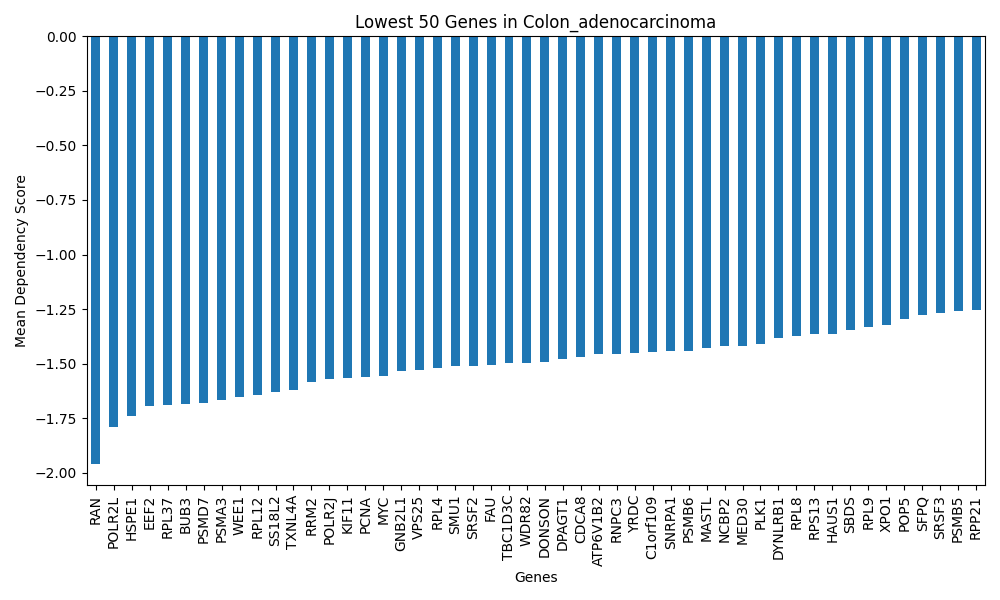 Lowest 50 Genes in Colon_adenocarcinoma
0.00
−0.25
−0.50
−0.75
−1.00
−1.25
−1.50
−1.75
−2.00
Mean Dependency Score
RAN
POLR2L
HSPE1
EEF2
RPL37
BUB3
PSMD7
PSMA3
WEE1
RPL12
SS18L2
TXNL4A
RRM2
POLR2J
KIF11
PCNA
MYC
GNB2L1
VPS25
RPL4
SMU1
SRSF2
FAU
TBC1D3C
WDR82
DONSON
DPAGT1
CDCA8
ATP6V1B2
RNPC3
YRDC
C1orf109
SNRPA1
PSMB6
MASTL
NCBP2
MED30
PLK1
DYNLRB1
RPL8
RPS13
HAUS1
SBDS
RPL9
XPO1
POP5
SFPQ
SRSF3
PSMB5
RPP21
Genes